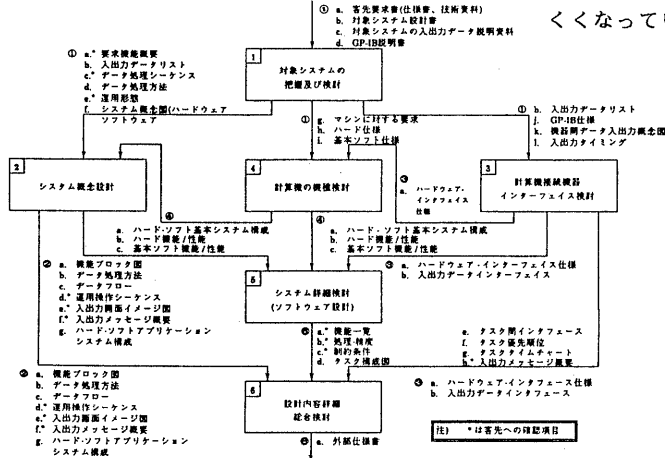 くくなって
① a. 客先要求書(仕様書、技術資料)
b. 対象システム設計書
c. 対象システムの入出力データ説明資料
d. GP-IB説明書
① a.* 要求機能概要
b. 入出力データリスト
c.* データ処理シーケンス
d. データ処理方法
e.* 運用形態
f. システム概念図(ハードウェア
ソフトウェア
1
対象システムの
把握及び検討
① g. マシンに対する要求
h. ハード仕様
i. 基本ソフト仕様
① b. 入出力データリスト
j. GP-IB仕様
k. 機器間データ入出力概念図
l. 入出力タイミング
2
システム概念設計
4
計算機の機種検討
③
a. ハードウェア・
インタフェイス
仕様
3
計算機接続機器
インターフェイス検討
④
a. ハード・ソフト基本システム構成
b. ハード機能/性能
c. 基本ソフト機能/性能
④
a. ハード・ソフト基本システム構成
b. ハード機能/性能
c. 基本ソフト機能/性能
② a. 機能ブロック図
b. データ処理方法
c. データフロー
d.* 運用操作シーケンス
e.* 入出力画面イメージ図
f.* 入出力メッセージ概要
g. ハード・ソフトアプリケーション
システム構成
5
システム詳細検討
(ソフトウェア設計)
③ a. ハードウェア・インターフェイス仕様
b. 入出力データインターフェイス
⑤ a.* 機能一覧
b.* 処理・精度
c.* 制約条件
d. タスク構成図
e. タスク間インタフェース
f. タスク優先順位
g. タスクタイムチャート
h.* 入出力メッセージ概要
② a. 機能ブロック図
b. データ処理方法
c. データフロー
d.* 運用操作シーケンス
e.* 入出力画面イメージ図
f.* 入出力メッセージ概要
g. ハード・ソフトアプリケーション
システム構成
6
設計内容詳細
総合検討
③ a. ハードウェア・インタフェース仕様
b. 入出力データインタフェース
⑥ a. 外部仕様書
注) *は客先への確認項目